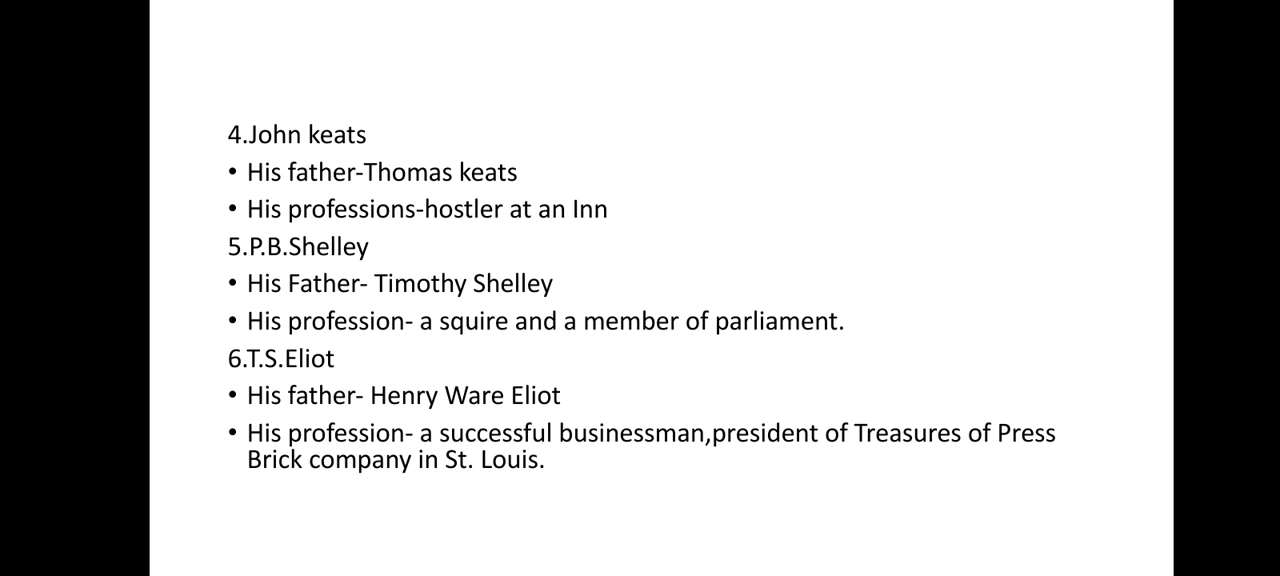 4.John keats
• His father-Thomas keats
• His professions-hostler at an Inn
5.P.B.Shelley
• His Father- Timothy Shelley
• His profession- a squire and a member of parliament.
6.T.S.Eliot
• His father- Henry Ware Eliot
• His profession- a successful businessman,president of Treasures of Press
Brick company in St. Louis.